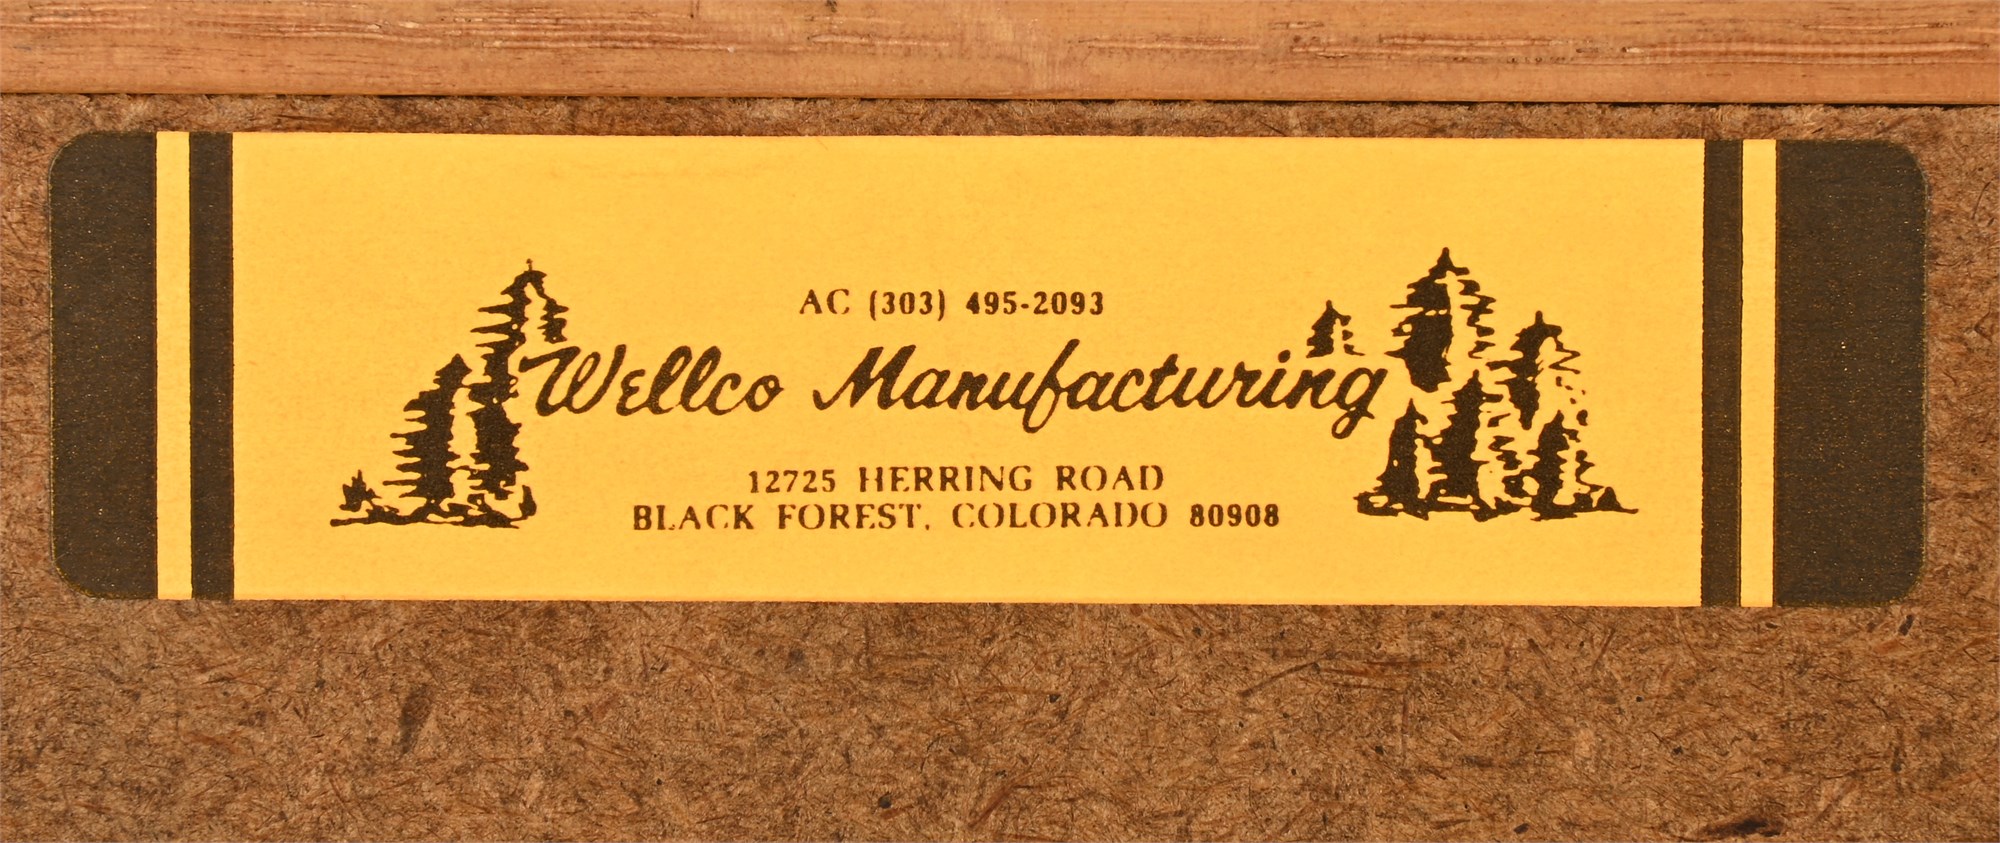 AC (303) 495-2093
Wellco Manufacturing
12725 HERRING ROAD
BLACK FOREST, COLORADO 80908